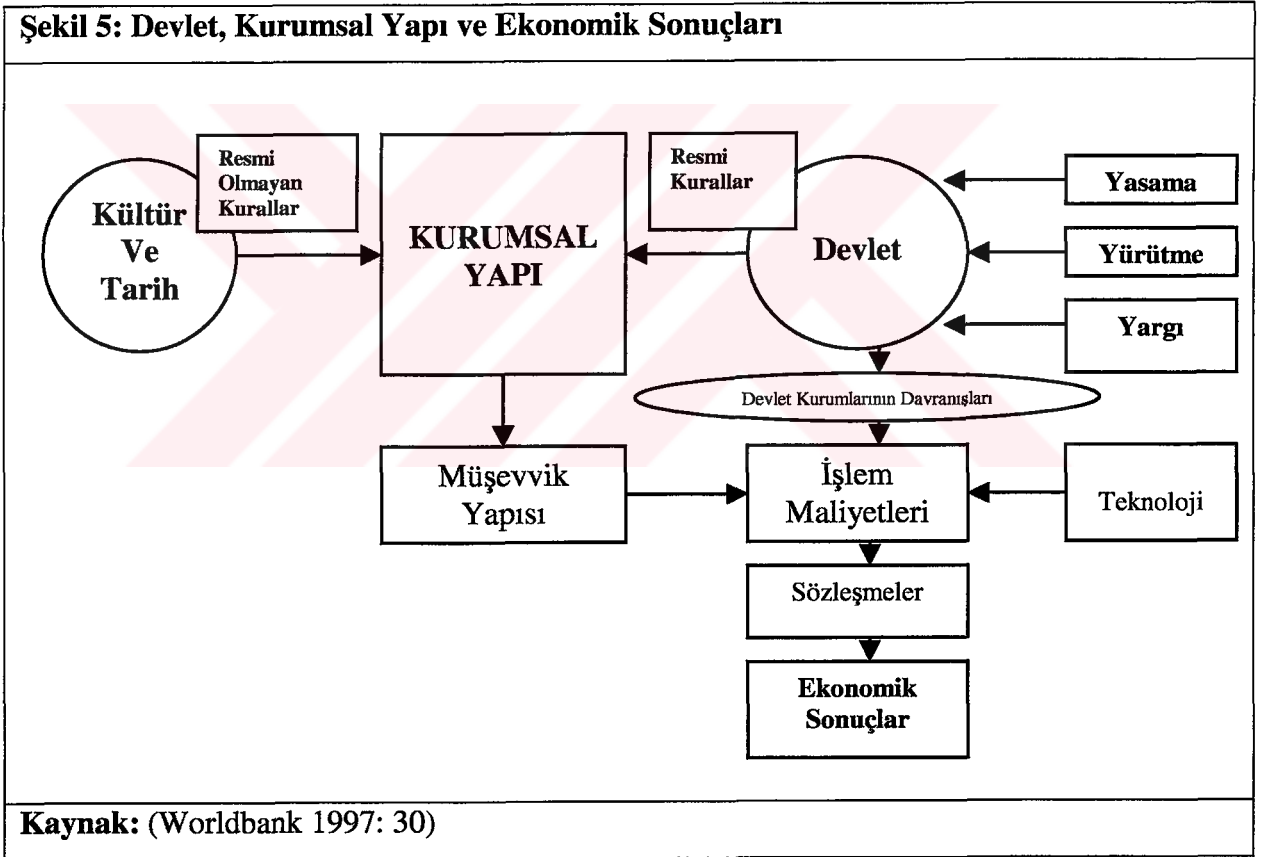 Şekil 5: Devlet, Kurumsal Yapı ve Ekonomik Sonuçları
Resmi
Olmayan
Kurallar
Kültür
Ve
Tarih
KURUMSAL
YAPI
Resmi
Kurallar
Devlet
Yasama
Yürütme
Yargı
Devlet Kurumlarının Davranışları
Müşevvik
Yapısı
İşlem
Maliyetleri
Teknoloji
Sözleşmeler
Ekonomik
Sonuçlar
Kaynak: (Worldbank 1997: 30)